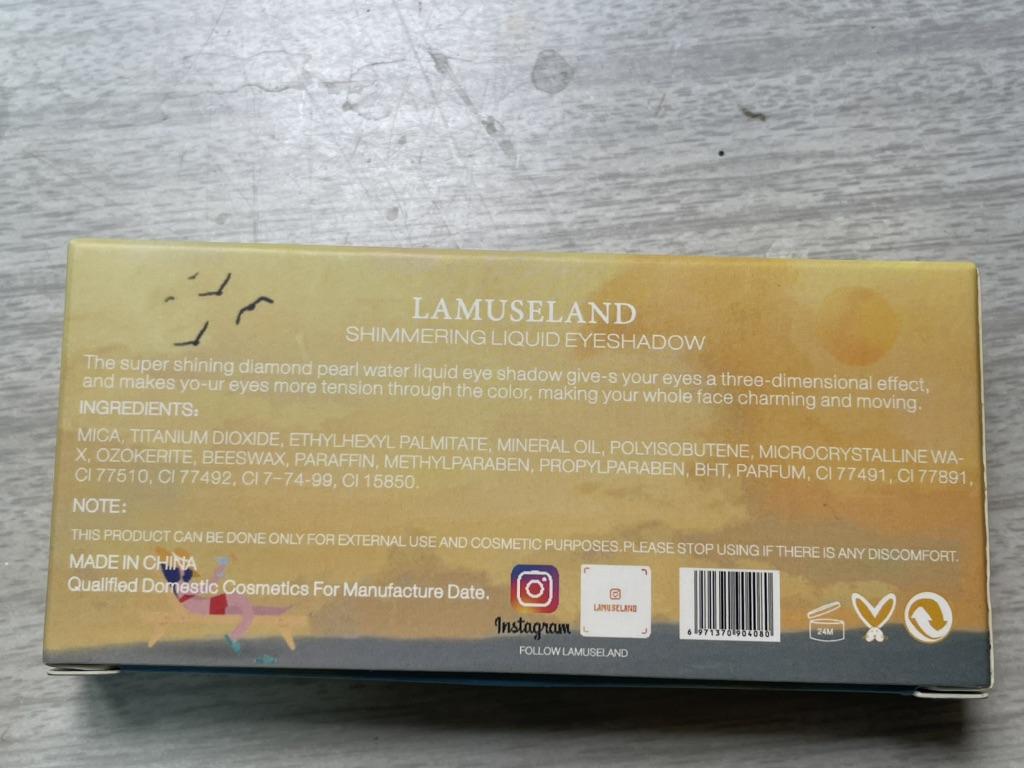 LAMUSELAND
SHIMMERING LIQUID EYESHADOW
The super shining diamond pearl water liquid eye shadow give-s your eyes a three-dimensional effect,
and makes yo-ur eyes more tension through the color, making your whole face charming and moving.
INGREDIENTS:
MICA, TITANIUM DIOXIDE, ETHYLHEXYL PALMITATE, MINERAL OIL, POLYISOBUTENE, MICROCRYSTALLINE WA-
X, OZOKERITE, BEESWAX, PARAFFIN, METHYLPARABEN, PROPYLPARABEN, BHT, PARFUM, CI 77491, CI 77891,
CI 77510, CI 77492, CI 7-74-99, CI 15850.
NOTE:
THIS PRODUCT CAN BE DONE ONLY FOR EXTERNAL USE AND COSMETIC PURPOSES.PLEASE STOP USING IF THERE IS ANY DISCOMFORT.
MADE IN CHINA
Qualified Domestic Cosmetics For Manufacture Date.
Instagram
FOLLOW LAMUSELAND
LAMUSELAND
6 971370 904080
24M